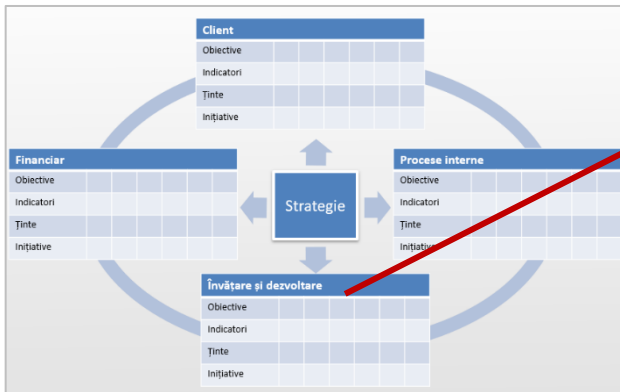 Client
Obiective
Indicatori
Ținte
Inițiative
Financiar
Obiective
Indicatori
Ținte
Inițiative
Strategie
Procese interne
Obiective
Indicatori
Ținte
Inițiative
Învățare și dezvoltare
Obiective
Indicatori
Ținte
Inițiative